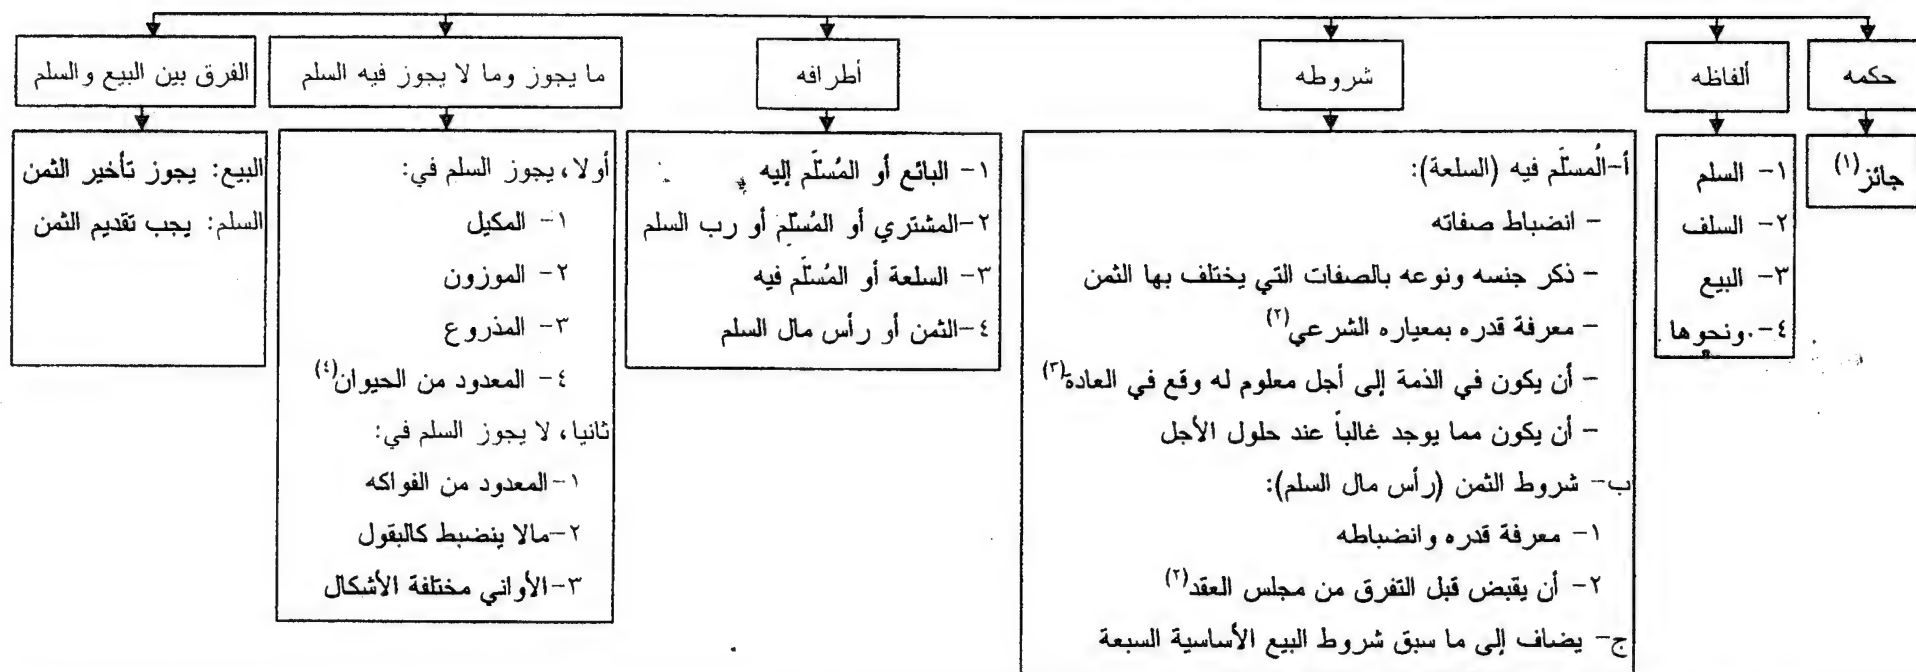 حكمه
جائز(١)
ألفاظه
١- السلم
٢- السلف
٣- البيع
٤- ونحوها
شروطه
أ-المُسلَّم فيه (السلعة):
- انضباط صفاته
- ذكر جنسه ونوعه بالصفات التي يختلف بها الثمن
- معرفة قدره بمعياره الشرعي(٢)
- أن يكون في الذمة إلى أجل معلوم له وقع في العادة(٣)
- أن يكون مما يوجد غالباً عند حلول الأجل
ب- شروط الثمن (رأس مال السلم):
١- معرفة قدره وانضباطه
٢- أن يقبض قبل التفرق من مجلس العقد(٢)
ج- يضاف إلى ما سبق شروط البيع الأساسية السبعة
أطرافه
١- البائع أو المُسلَّم إليه
٢-المشتري أو المُسلِّم أو رب السلم
٣- السلعة أو المُسلَّم فيه
٤-الثمن أو رأس مال السلم
ما يجوز وما لا يجوز فيه السلم
أولا، يجوز السلم في:
١- المكيل
٢- الموزون
٣- المذروع
٤- المعدود من الحيوان(٤)
ثانيا، لا يجوز السلم في:
١-المعدود من الفواكه
٢-مالا ينضبط كالبقول
٣-الأواني مختلفة الأشكال
الفرق بين البيع والسلم
البيع: يجوز تأخير الثمن
السلم: يجب تقديم الثمن